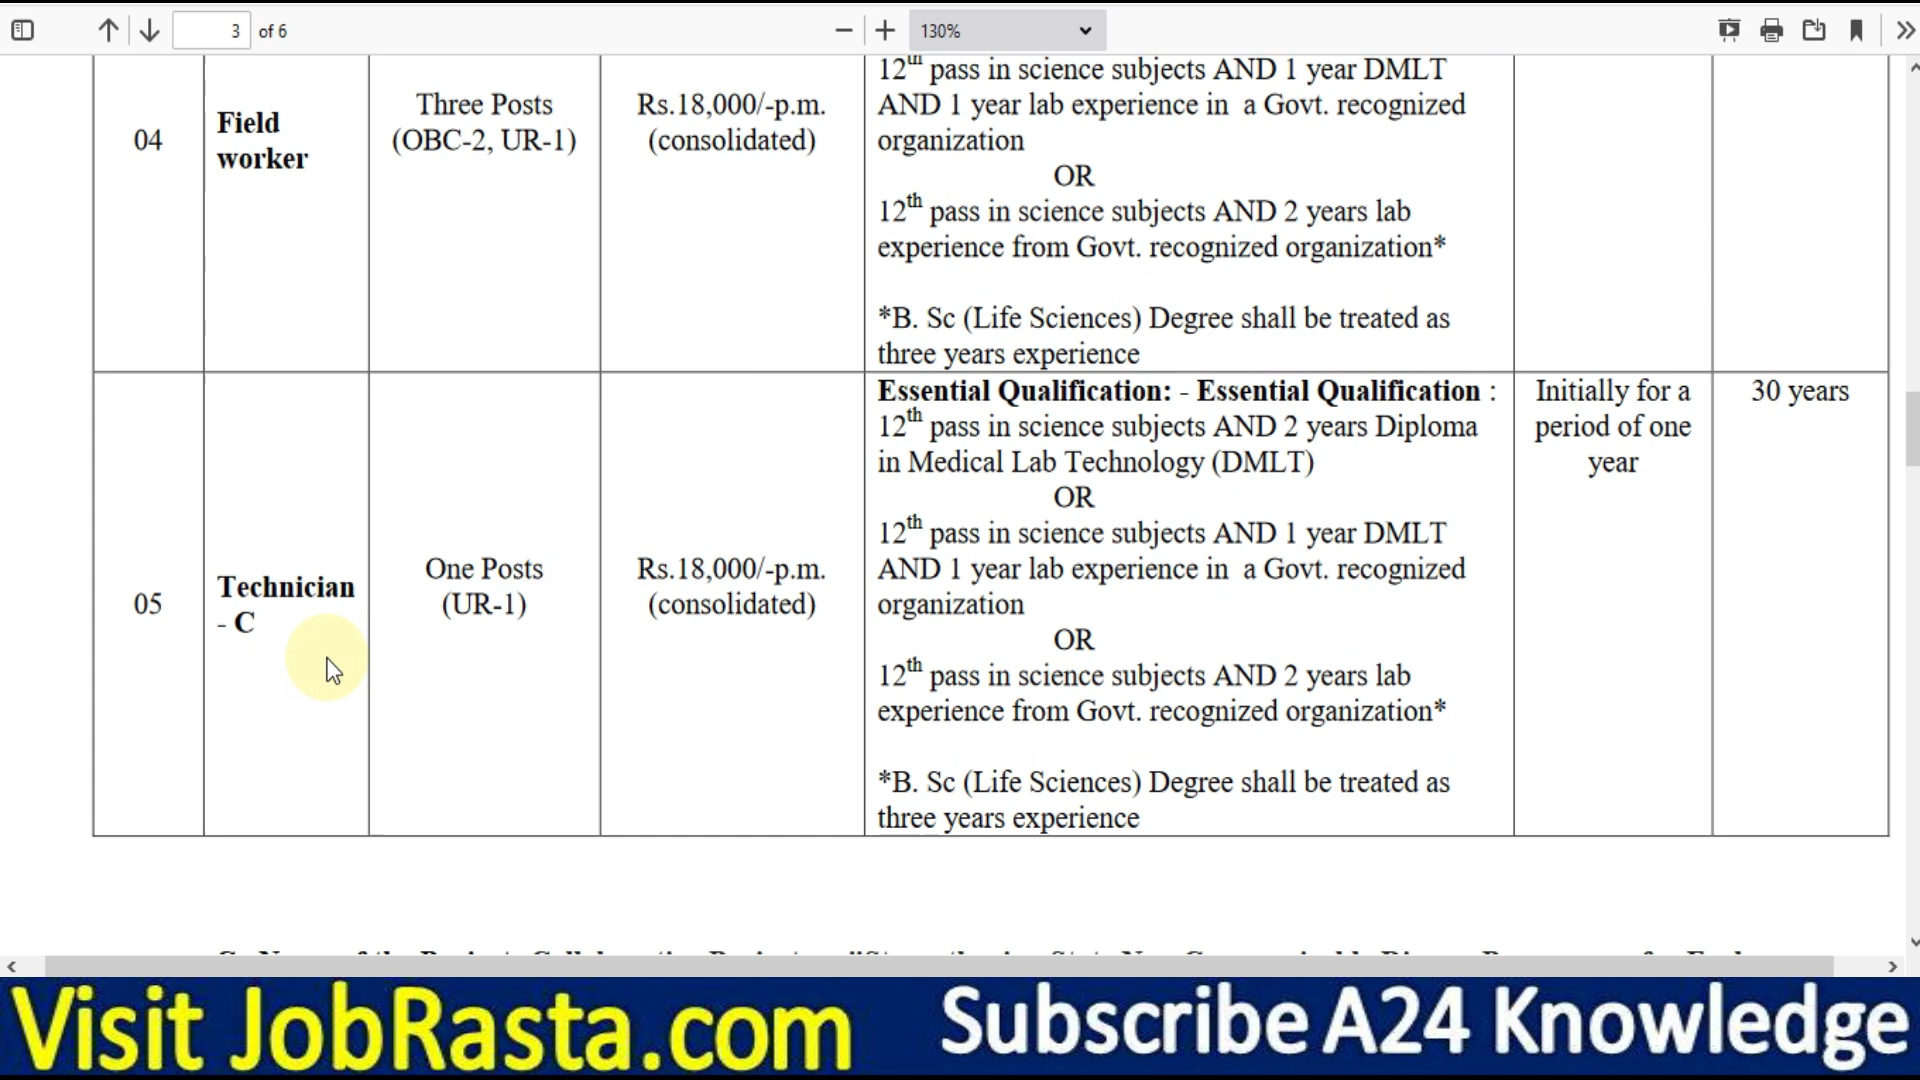 3 of 6
130%
12th pass in science subjects AND 1 year DMLT
AND 1 year lab experience in a Govt. recognized
organization
OR
12th pass in science subjects AND 2 years lab
experience from Govt. recognized organization*
*B. Sc (Life Sciences) Degree shall be treated as
three years experience
04
Field
worker
Three Posts
(OBC-2, UR-1)
Rs.18,000/-p.m.
(consolidated)
05
Technician
- C
One Posts
(UR-1)
Rs.18,000/-p.m.
(consolidated)
Essential Qualification: - Essential Qualification :
12th pass in science subjects AND 2 years Diploma
in Medical Lab Technology (DMLT)
OR
12th pass in science subjects AND 1 year DMLT
AND 1 year lab experience in a Govt. recognized
organization
OR
12th pass in science subjects AND 2 years lab
experience from Govt. recognized organization*
*B. Sc (Life Sciences) Degree shall be treated as
three years experience
Initially for a
period of one
year
30 years
Visit JobRasta.com
Subscribe A24 Knowledge